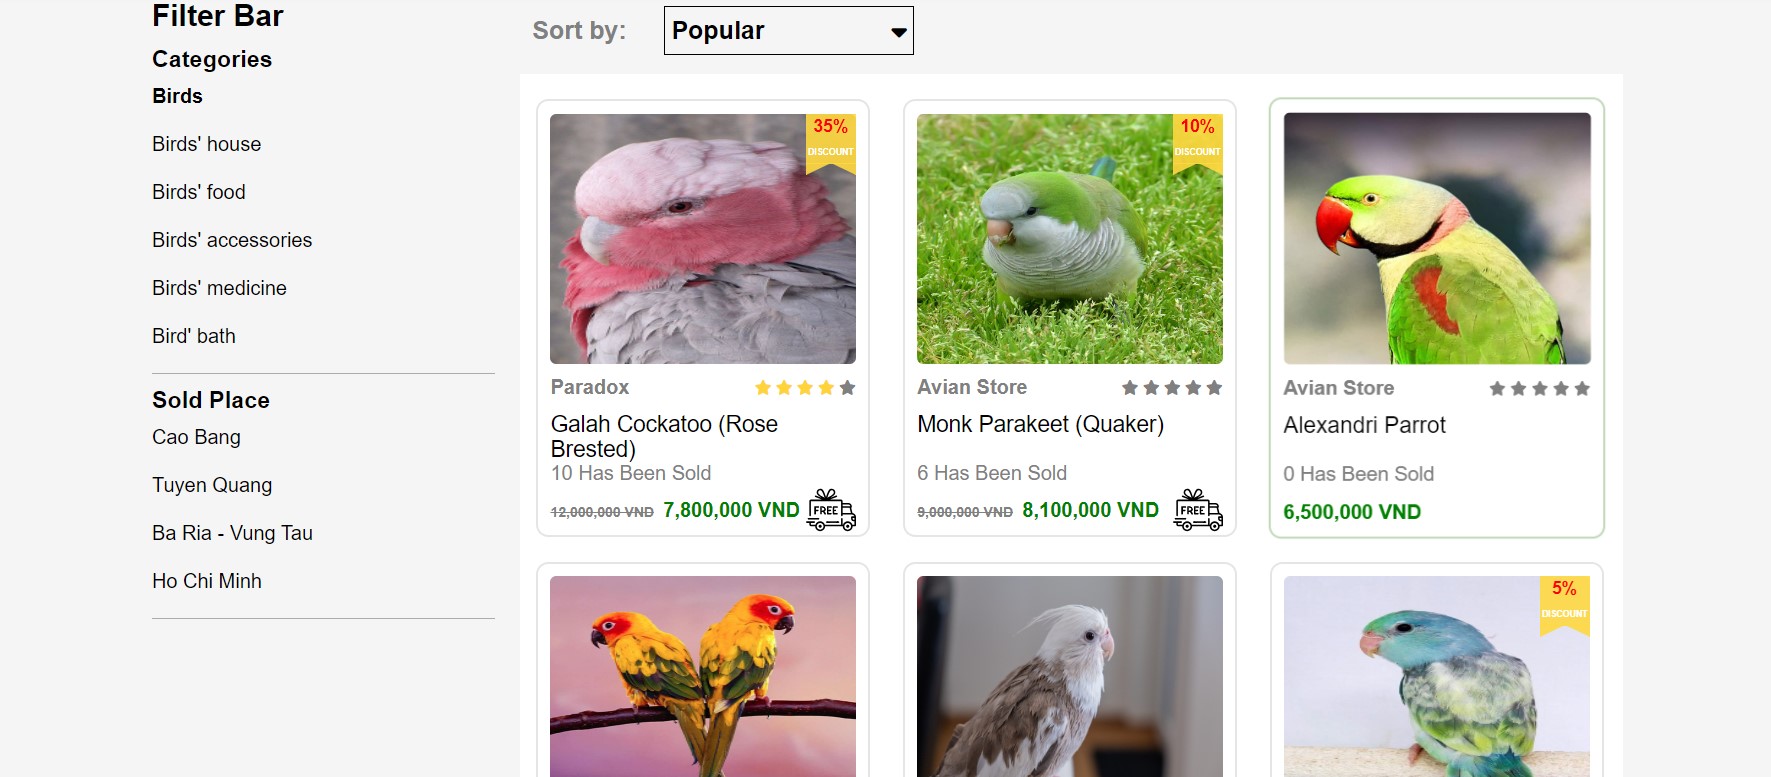 Filter Bar
Categories
Birds
Birds' house
Birds' food
Birds' accessories
Birds' medicine
Bird' bath
Sold Place
Cao Bang
Tuyen Quang
Ba Ria - Vung Tau
Ho Chi Minh
Sort by: Popular
35%
DISCOUNT
Paradox
Galah Cockatoo (Rose
Brested)
10 Has Been Sold
12,000,000 VND 7,800,000 VND FREE
10%
DISCOUNT
Avian Store
Monk Parakeet (Quaker)
6 Has Been Sold
9,000,000 VND 8,100,000 VND FREE
Avian Store
Alexandri Parrot
0 Has Been Sold
6,500,000 VND
5%
DISCOUNT